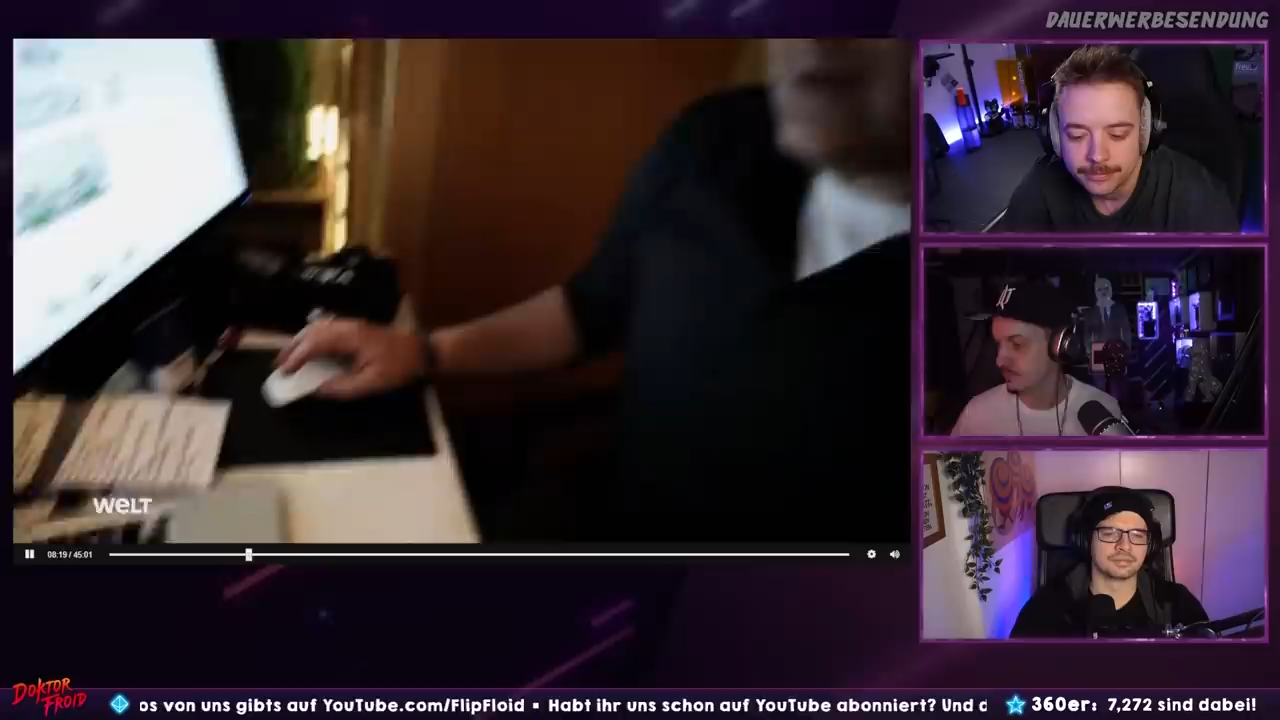 DAUERWERBESENDUNG
WELT
08:19 / 45:01
DOKTOR
FROID
os von uns gibts auf YouTube.com/FlipFloid • Habt ihr uns schon auf YouTube abonniert? Und d
360er: 7,272 sind dabei!